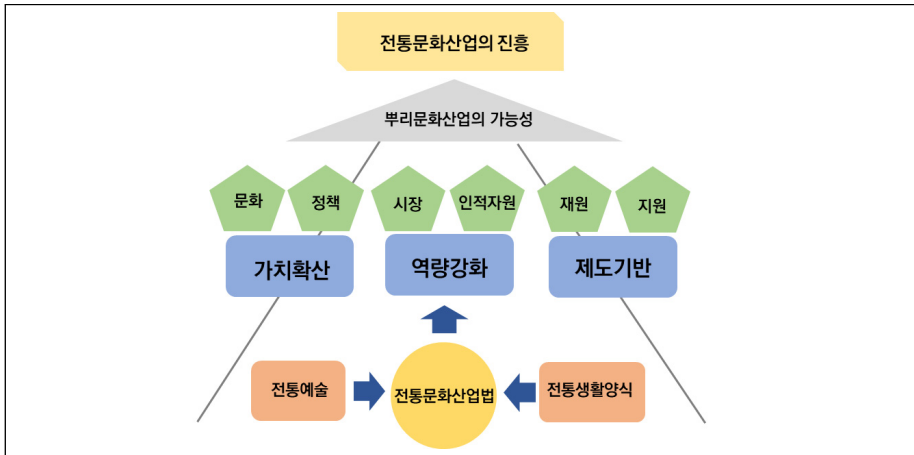 전통문화산업의 진흥
뿌리문화산업의 가능성
문화
정책
시장
인적자원
재원
지원
가치확산
역량강화
제도기반
전통예술
전통문화산업법
전통생활양식